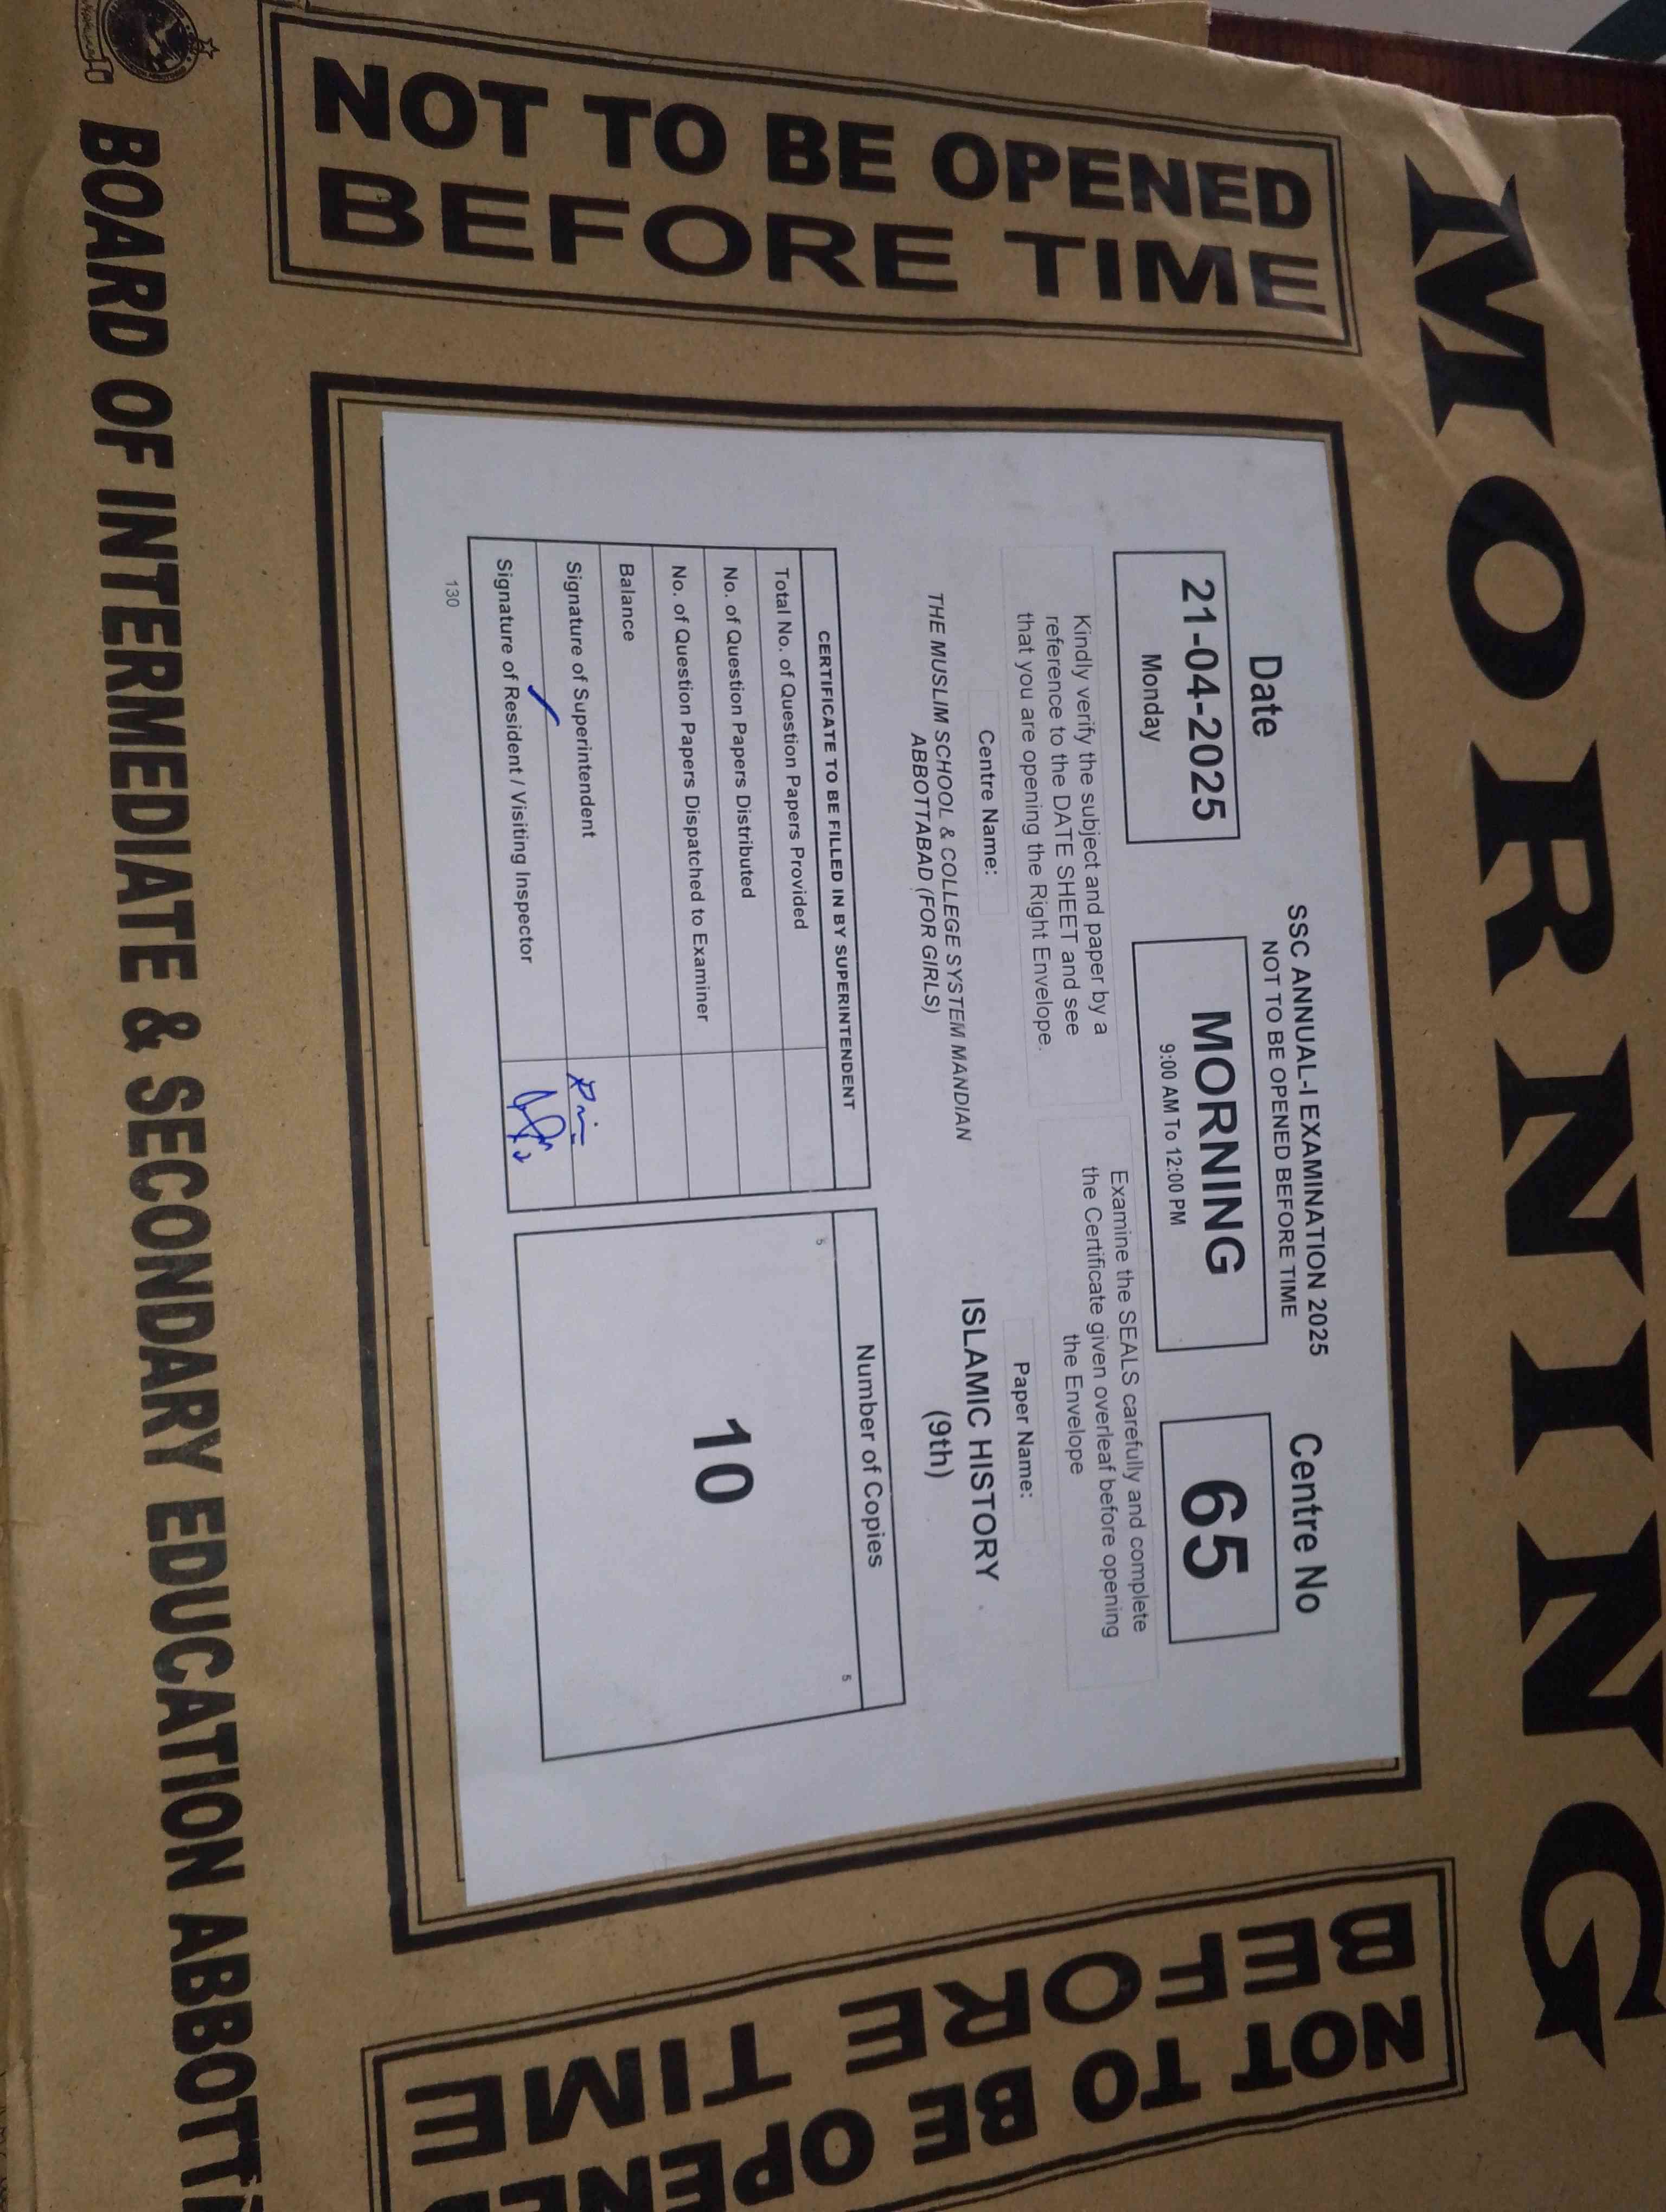 MORNING
NOT TO BE OPENED
BEFORE TIME
SSC ANNUAL-I EXAMINATION 2025
NOT TO BE OPENED BEFORE TIME
Date
21-04-2025
Monday
MORNING
9:00 AM To 12:00 PM
Centre No
65
Kindly verify the subject and paper by a
reference to the DATE SHEET and see
that you are opening the Right Envelope.
Examine the SEALS carefully and complete
the Certificate given overleaf before opening
the Envelope
Centre Name:
THE MUSLIM SCHOOL & COLLEGE SYSTEM MANDIAN
ABBOTTABAD (FOR GIRLS)
Paper Name:
ISLAMIC HISTORY
(9th)
CERTIFICATE TO BE FILLED IN BY SUPERINTENDENT
Total No. of Question Papers Provided
No. of Question Papers Distributed
No. of Question Papers Dispatched to Examiner
Balance
Signature of Superintendent
Signature of Resident / Visiting Inspector
130
Number of Copies
5
5
10
NOT TO BE OPENED
BEFORE TIME
BOARD OF INTERMEDIATE & SECONDARY EDUCATION